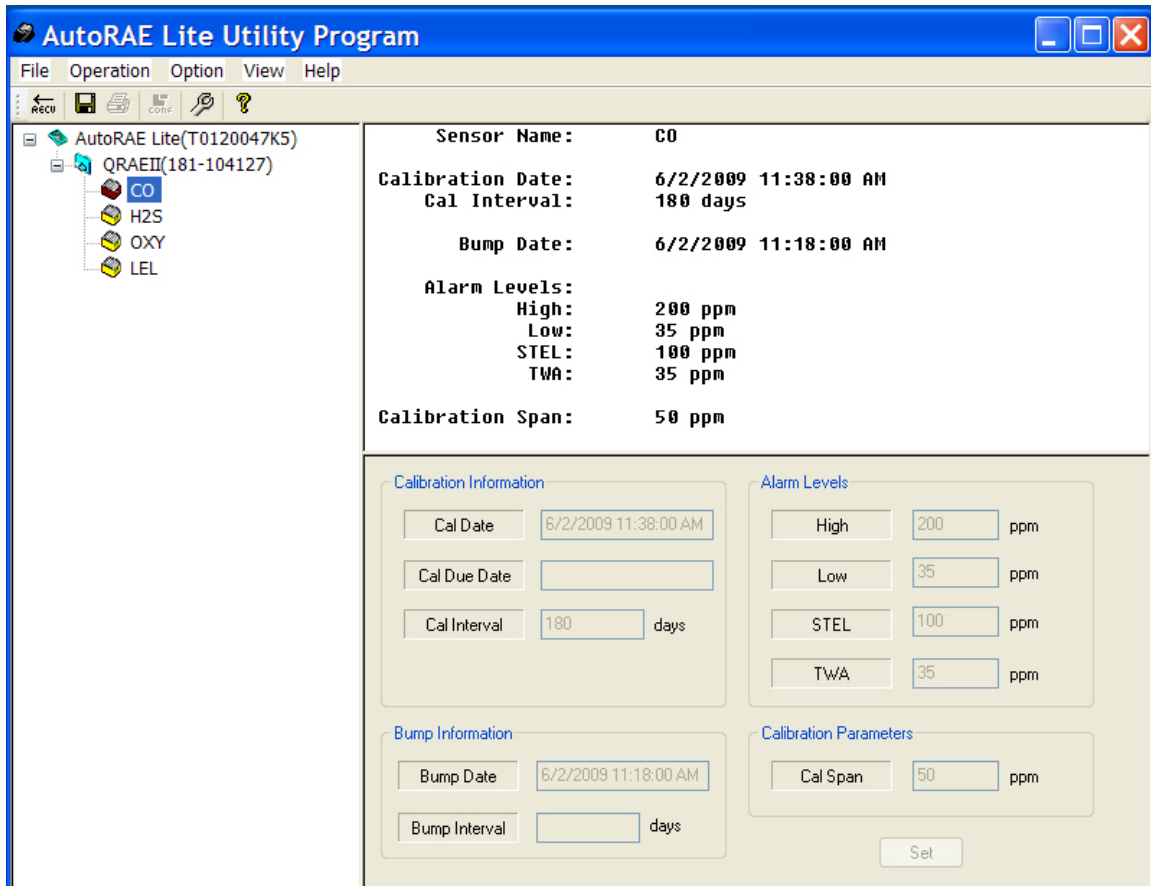 AutoRAE Lite Utility Program
File Operation Option View Help
RECV CONF
AutoRAE Lite(T0120047K5)
QRAEII(181-104127)
CO
H2S
OXY
LEL
Sensor Name: CO
Calibration Date: 6/2/2009 11:38:00 AM
Cal Interval: 180 days
Bump Date: 6/2/2009 11:18:00 AM
Alarm Levels:
High: 200 ppm
Low: 35 ppm
STEL: 100 ppm
TWA: 35 ppm
Calibration Span: 50 ppm
Calibration Information
Cal Date 6/2/2009 11:38:00 AM
Cal Due Date
Cal Interval 180 days
Alarm Levels
High 200 ppm
Low 35 ppm
STEL 100 ppm
TWA 35 ppm
Bump Information
Bump Date 6/2/2009 11:18:00 AM
Bump Interval days
Calibration Parameters
Cal Span 50 ppm
Set